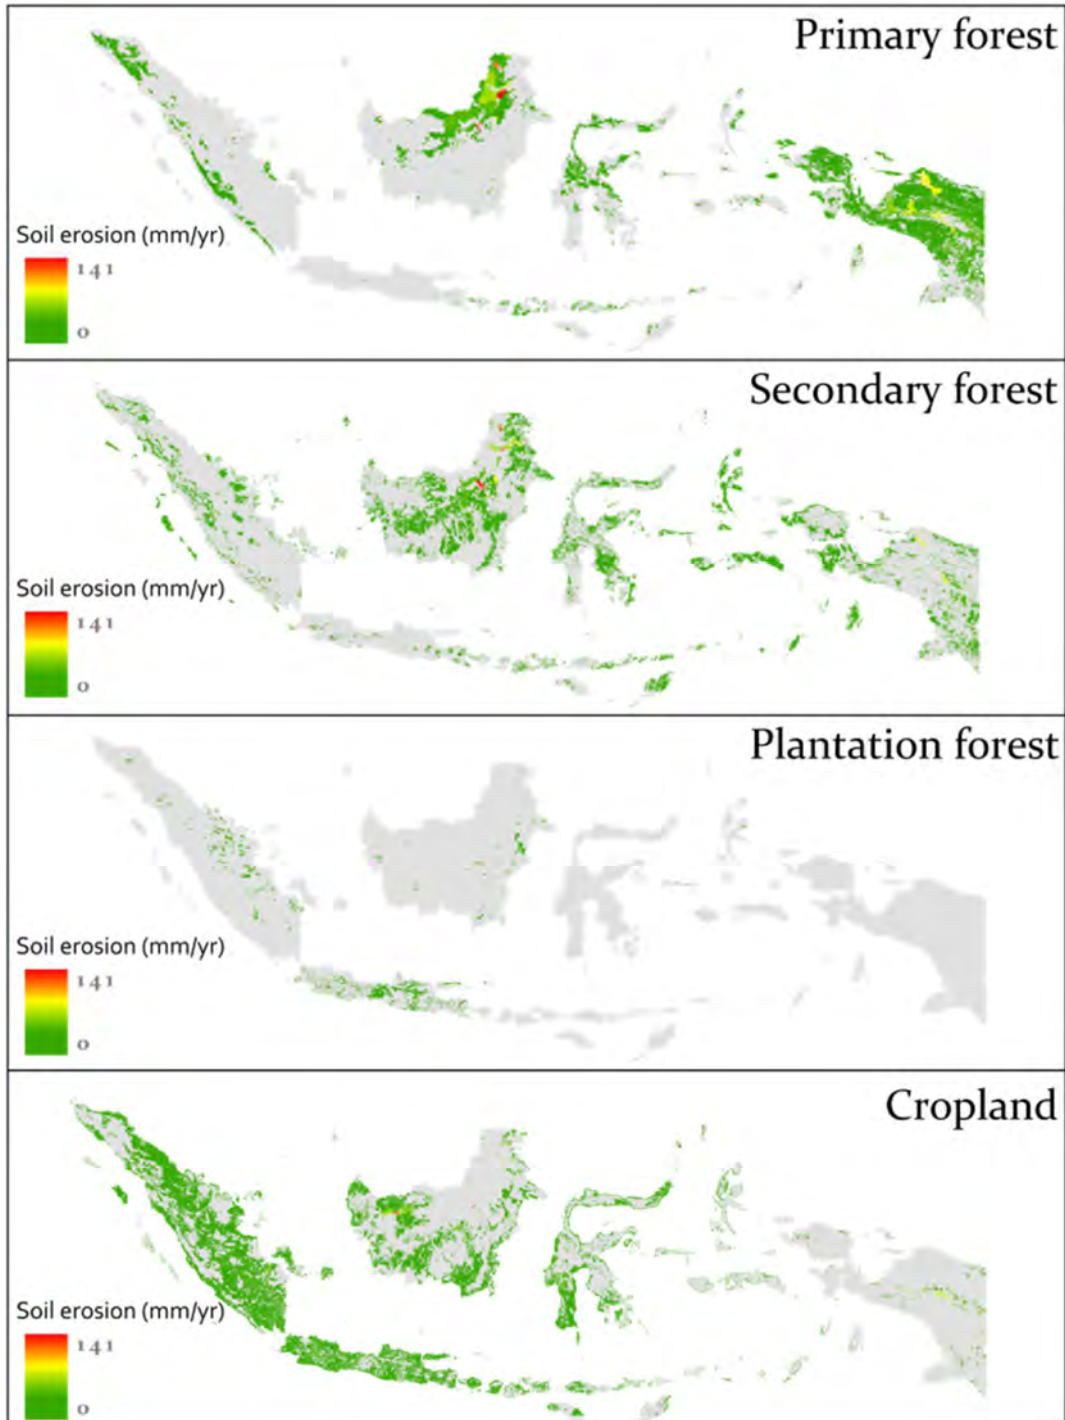 Primary forest
Soil erosion (mm/yr)
141
0
Secondary forest
Soil erosion (mm/yr)
141
0
Plantation forest
Soil erosion (mm/yr)
141
0
Cropland
Soil erosion (mm/yr)
141
0